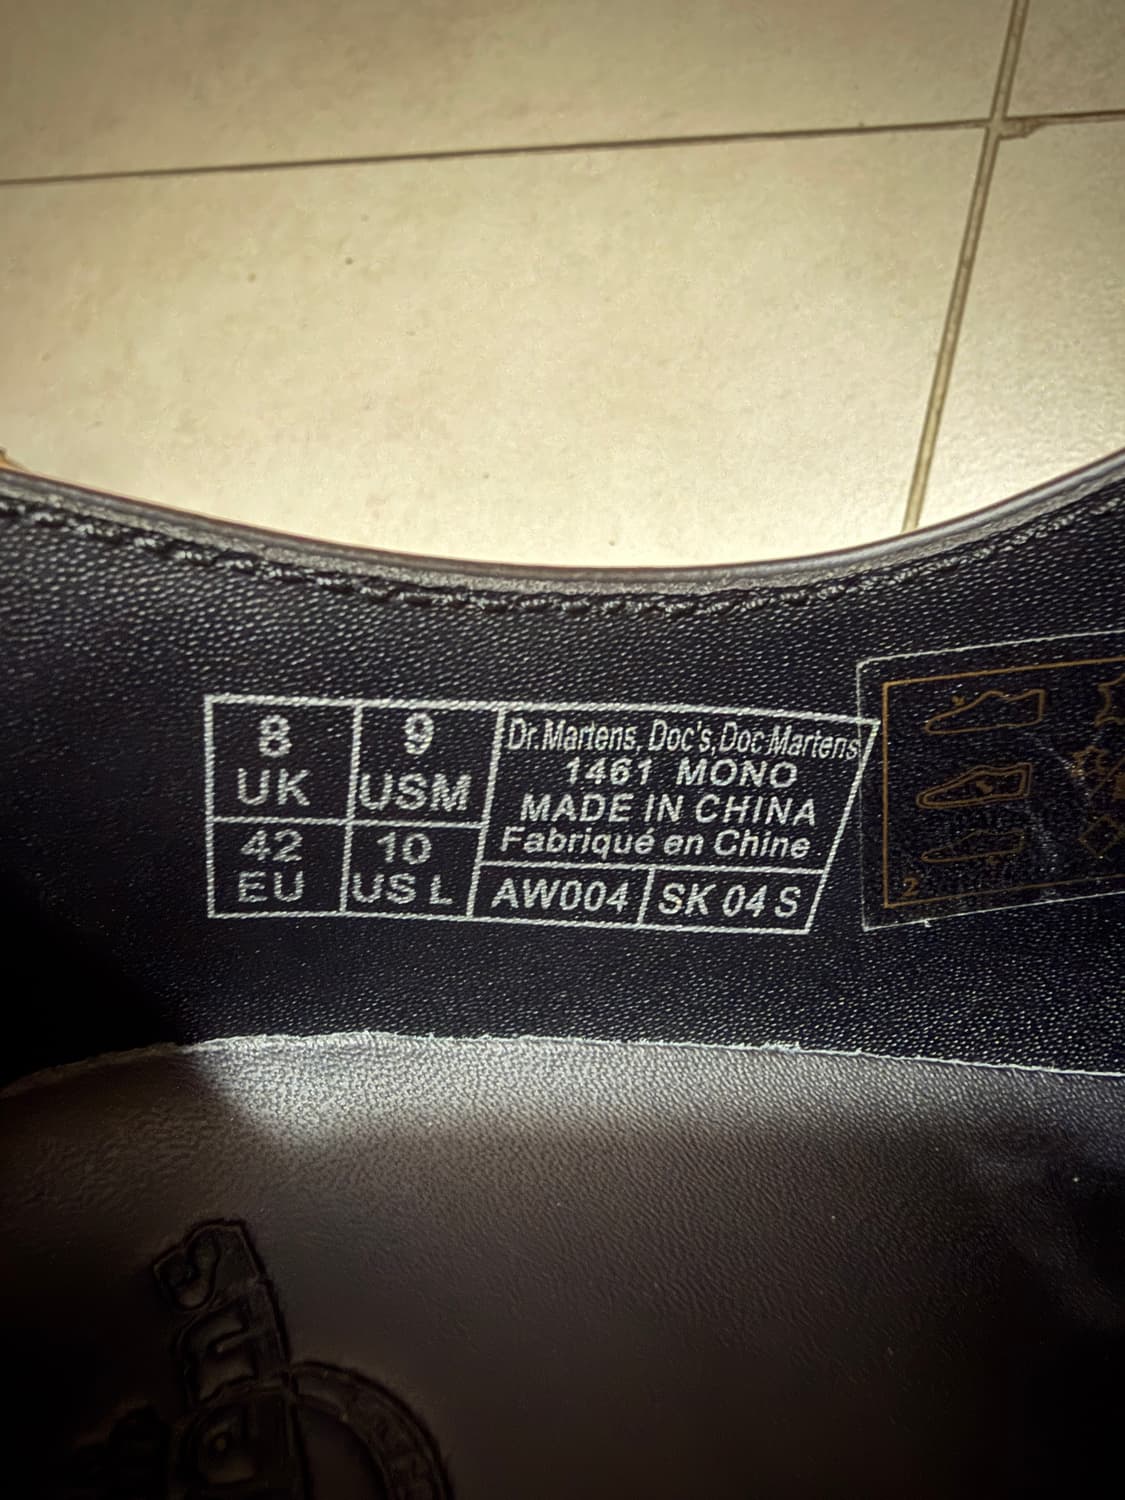 8
UK
9
USM
42
EU
10
US L
Dr.Martens, Doc's, Doc Martens
1461 MONO
MADE IN CHINA
Fabriqué en Chine
AW004
SK 04 S
2